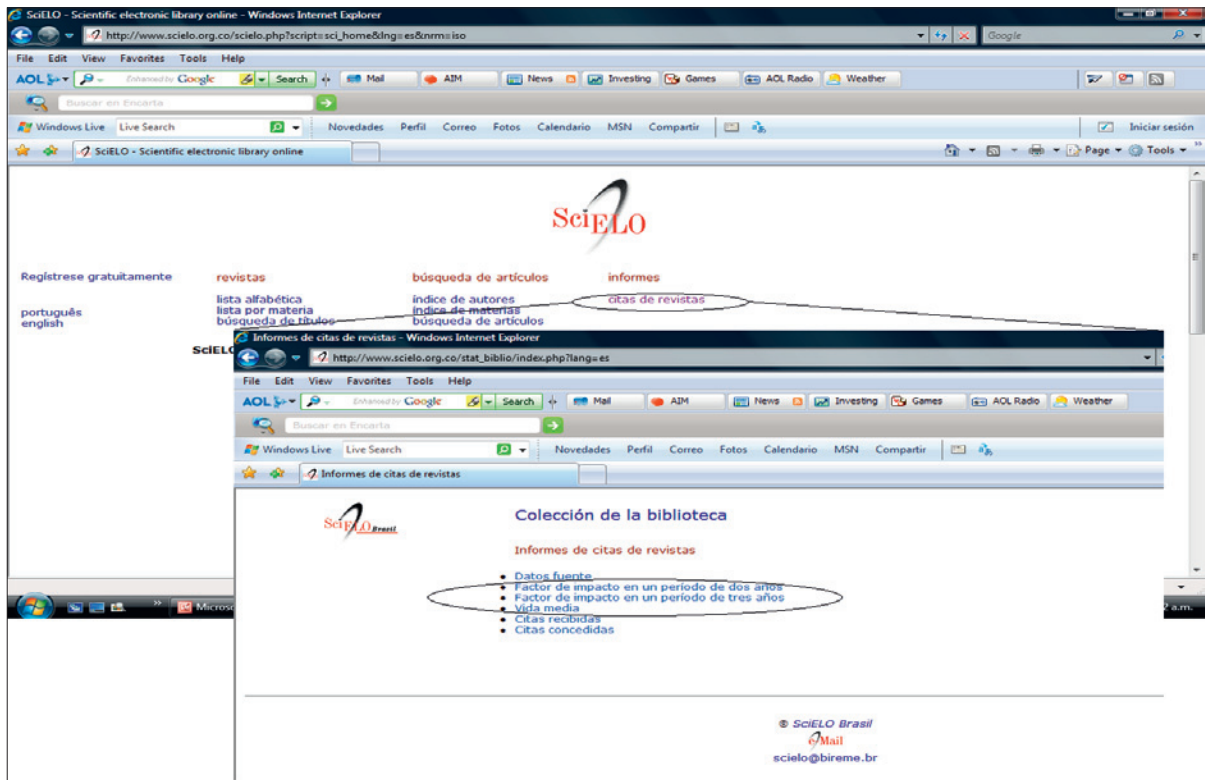 SciELO - Scientific electronic library online - Windows Internet Explorer
http://www.scielo.org.co/scielo.php?script=sci_home&lng=es&nrm=iso
Google
File Edit View Favorites Tools Help
AOL Enhanced by Google Search Mail AIM News Investing Games AOL Radio Weather
Buscar en Encarta
Windows Live Live Search Novedades Perfil Correo Fotos Calendario MSN Compartir Iniciar sesión
SciELO - Scientific electronic library online Page Tools
SciELO
Regístrese gratuitamente revistas búsqueda de artículos informes
lista alfabética índice de autores citas de revistas
português lista por materia índice de materias
english búsqueda de títulos búsqueda de artículos
SciELO
Informes de citas de revistas - Windows Internet Explorer
http://www.scielo.org.co/stat_biblio/index.php?lang=es
File Edit View Favorites Tools Help
AOL Enhanced by Google Search Mail AIM News Investing Games AOL Radio Weather
Buscar en Encarta
Windows Live Live Search Novedades Perfil Correo Fotos Calendario MSN Compartir
Informes de citas de revistas
SciELO Brasil
Colección de la biblioteca
Informes de citas de revistas
• Datos fuente
• Factor de impacto en un período de dos años
• Factor de impacto en un período de tres años
• Vida media
• Citas recibidas
• Citas concedidas
Micros
a.m.
© SciELO Brasil
e-Mail
scielo@bireme.br